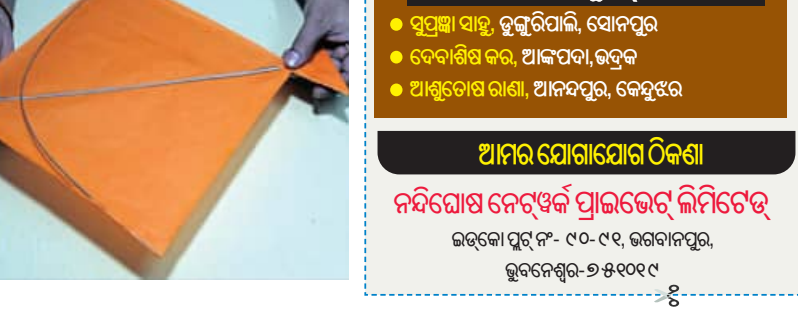 ● ସୁପ୍ରଜ୍ଞା ସାହୁ, ଡୁଙ୍ଗୁରିପାଲି, ସୋନପୁର
● ଦେବାଶିଷ କର, ଆଙ୍କପଦା, ଭଦ୍ରକ
● ଆଶୁତୋଷ ରାଣା, ଆନନ୍ଦପୁର, କେନ୍ଦୁଝର
ଆମର ଯୋଗାଯୋଗ ଠିକଣା
ନନ୍ଦିଘୋଷ ନେଟ୍‌ୱର୍କ ପ୍ରାଇଭେଟ୍ ଲିମିଟେଡ୍
ଇଡ୍‌କୋ ପ୍ଲଟ୍ ନଂ- ୯୦-୯୧, ଭଗବାନପୁର,
ଭୁବନେଶ୍ୱର-୭୫୧୦୧୯